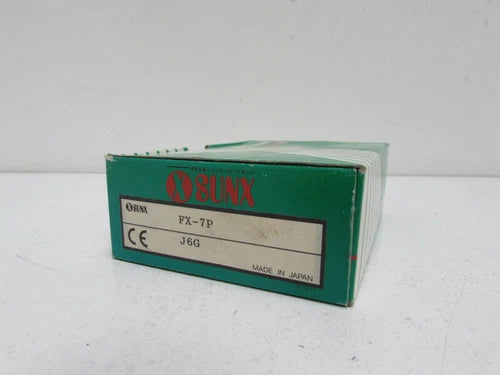 SUNX
SUNX
FX-7P
CE
J6G
MADE IN JAPAN